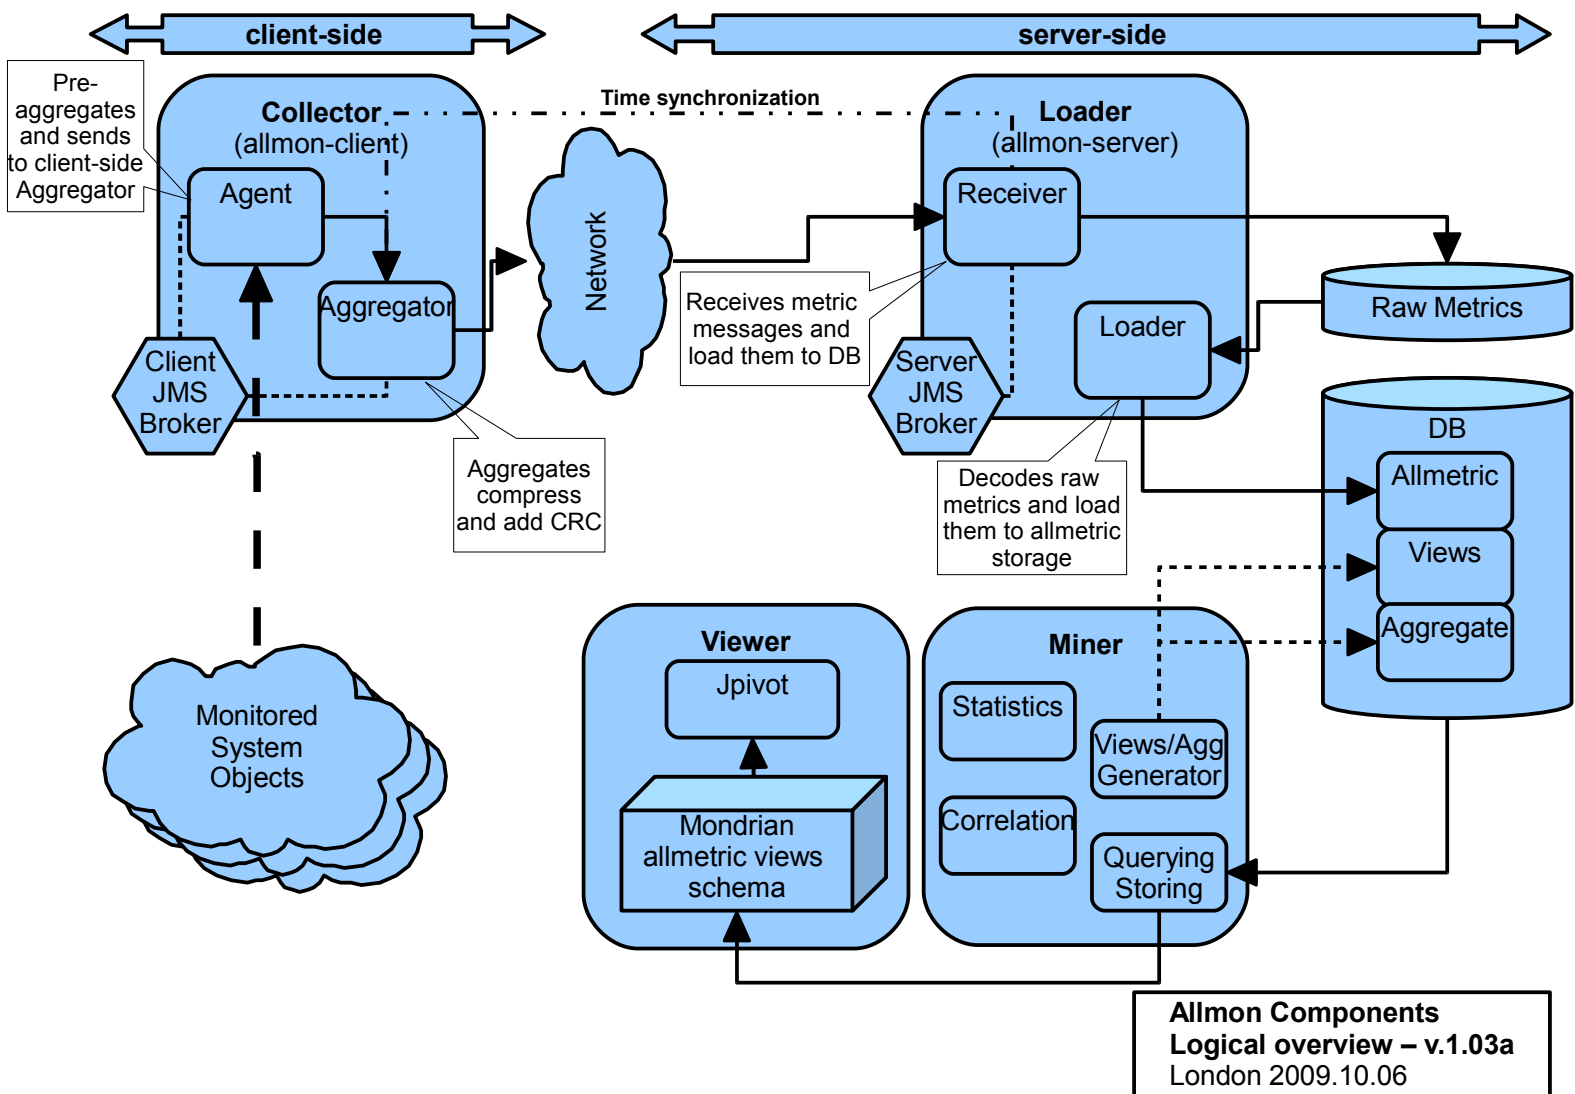 client-side
server-side
Pre-
aggregates
and sends
to client-side
Aggregator
Collector
(allmon-client)
Time synchronization
Loader
(allmon-server)
Agent
Aggregator
Client
JMS
Broker
Aggregates
compress
and add CRC
Network
Receiver
Receives metric
messages and
load them to DB
Loader
Server
JMS
Broker
Decodes raw
metrics and load
them to allmetric
storage
Raw Metrics
DB
Allmetric
Views
Aggregate
Monitored
System
Objects
Viewer
Jpivot
Mondrian
allmetric views
schema
Miner
Statistics
Views/Agg
Generator
Correlation
Querying
Storing
Allmon Components
Logical overview – v.1.03a
London 2009.10.06